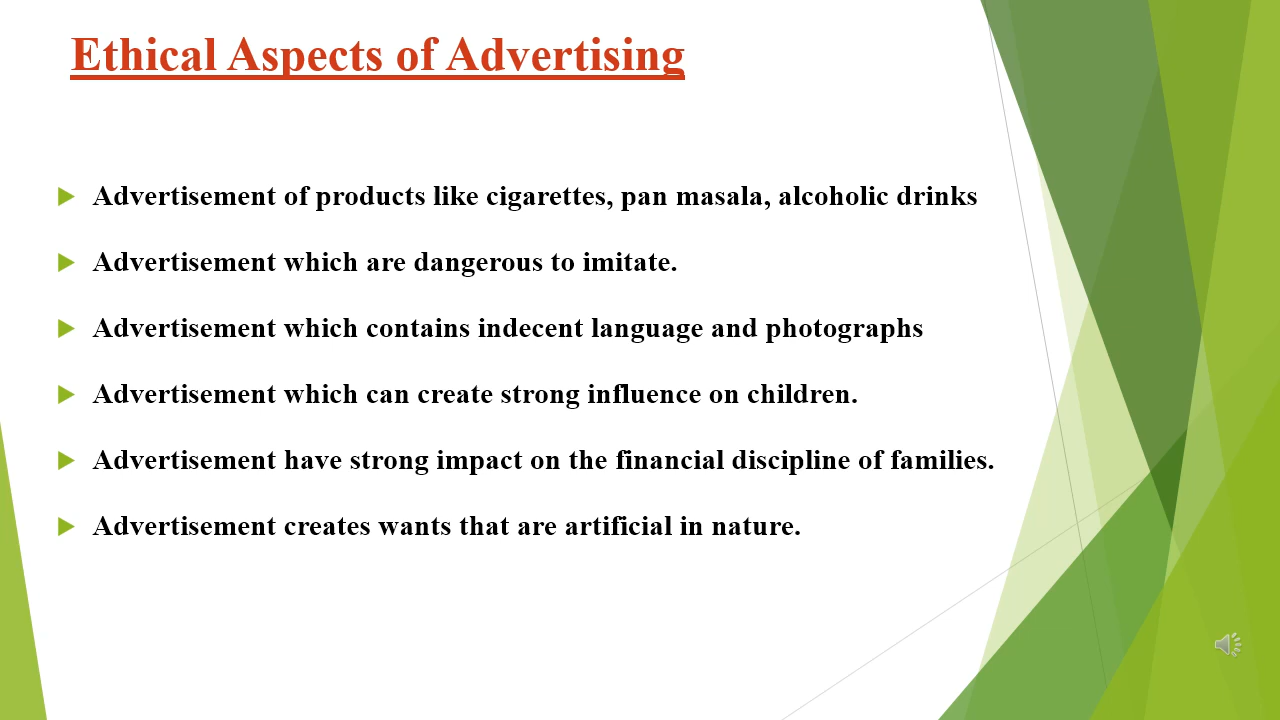 Ethical Aspects of Advertising
Advertisement of products like cigarettes, pan masala, alcoholic drinks
Advertisement which are dangerous to imitate.
Advertisement which contains indecent language and photographs
Advertisement which can create strong influence on children.
Advertisement have strong impact on the financial discipline of families.
Advertisement creates wants that are artificial in nature.